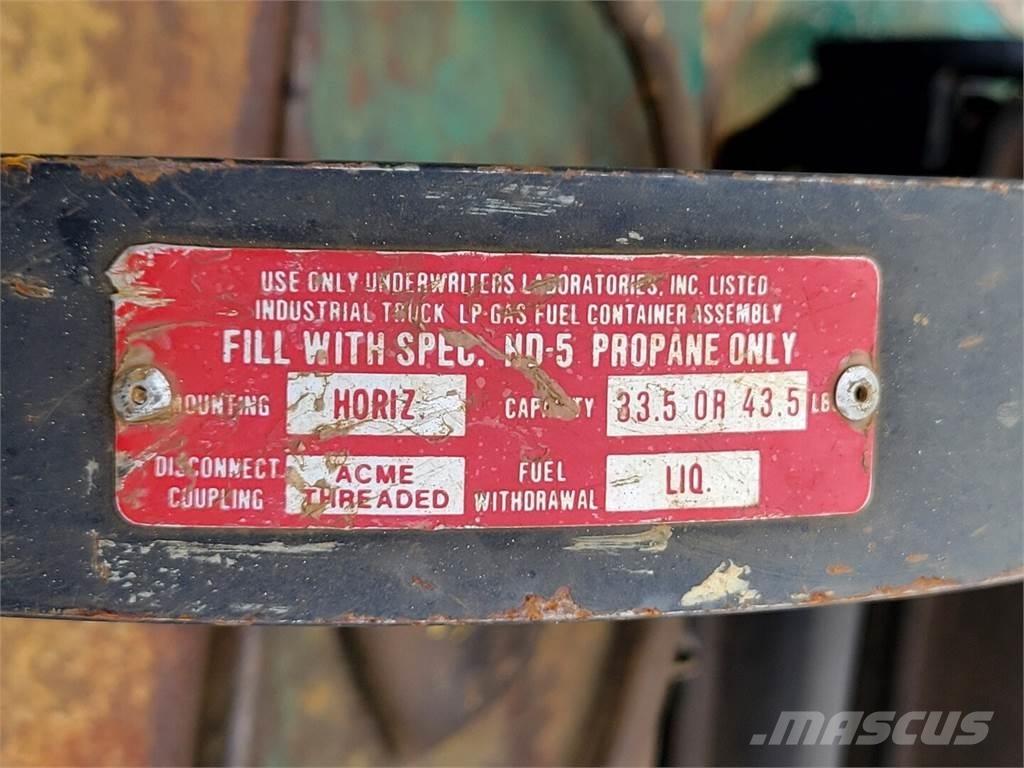 USE ONLY UNDERWRITERS LABORATORIES, INC. LISTED
INDUSTRIAL TRUCK LP-GAS FUEL CONTAINER ASSEMBLY
FILL WITH SPEC. HD-5 PROPANE ONLY
MOUNTING HORIZ. CAPACITY 33.5 OR 43.5 LB
DISCONNECT COUPLING ACME THREADED FUEL WITHDRAWAL LIQ.
MASCUS